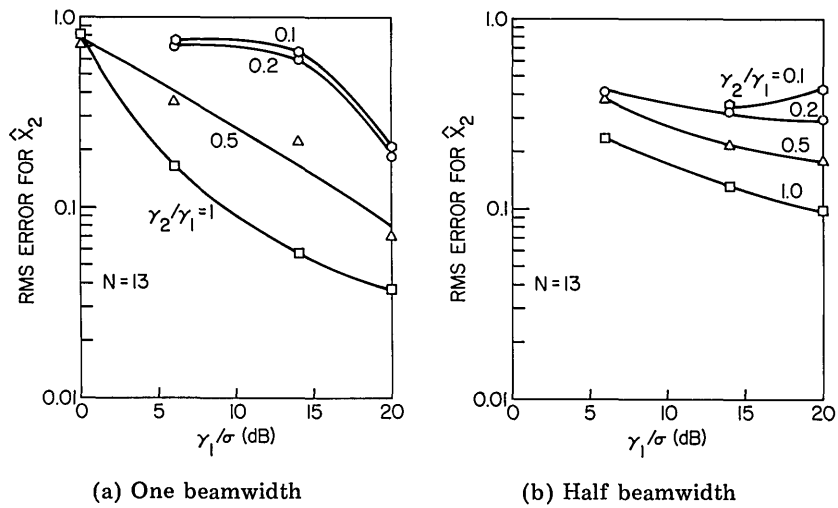 1.0
0.1
0.01
RMS ERROR FOR X̂₂
0.1
0.2
0.5
γ₂/γ₁=1
N=13
0
5
10
15
20
γ₁/σ (dB)
(a) One beamwidth
1.0
0.1
0.01
RMS ERROR FOR X̂₂
γ₂/γ₁=0.1
0.2
0.5
1.0
N=13
0
5
10
15
20
γ₁/σ (dB)
(b) Half beamwidth